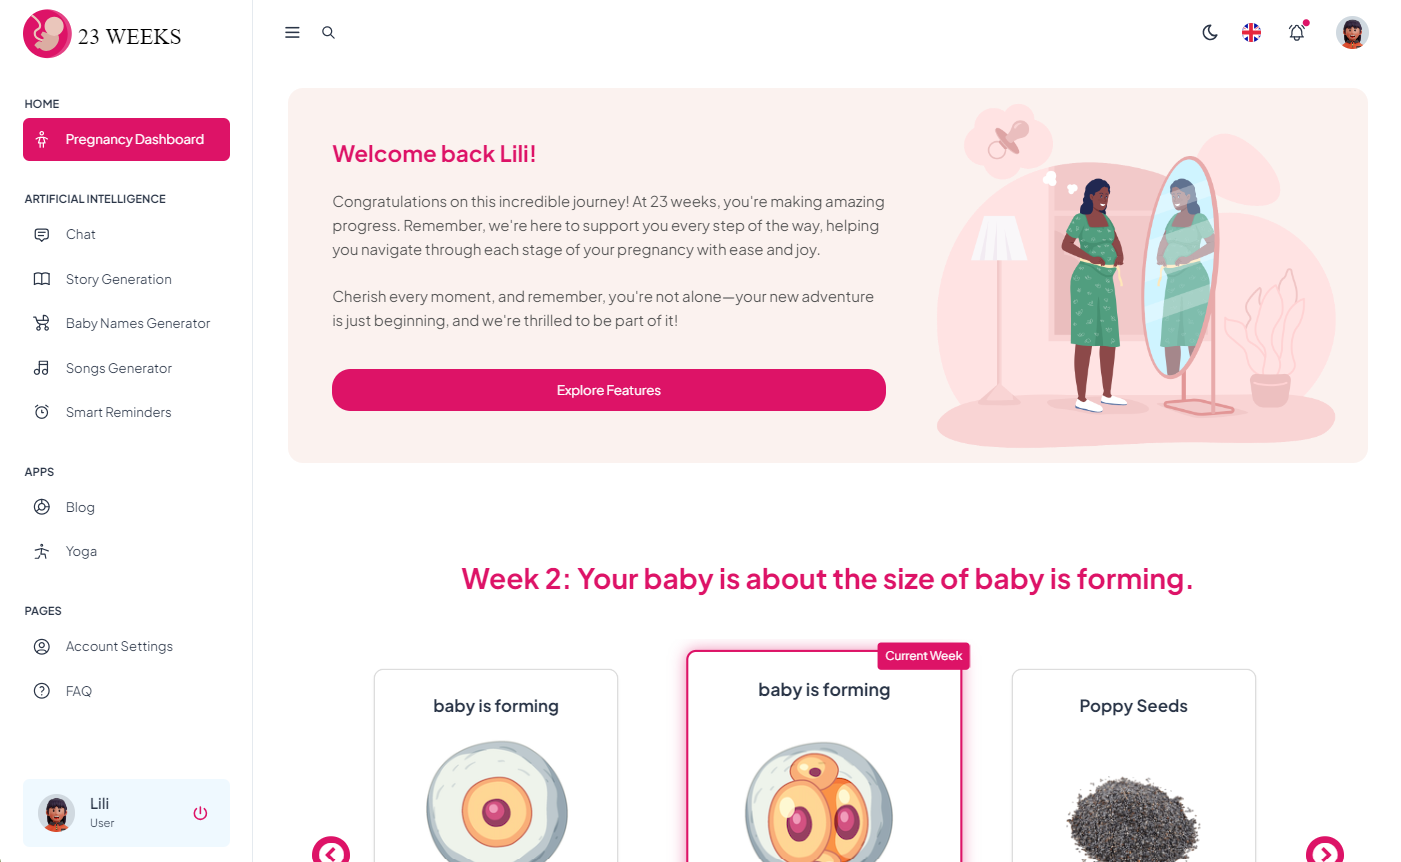 23 WEEKS
HOME
Pregnancy Dashboard
ARTIFICIAL INTELLIGENCE
Chat
Story Generation
Baby Names Generator
Songs Generator
Smart Reminders
APPS
Blog
Yoga
PAGES
Account Settings
FAQ
Lili
User
Welcome back Lili!
Congratulations on this incredible journey! At 23 weeks, you're making amazing
progress. Remember, we're here to support you every step of the way, helping
you navigate through each stage of your pregnancy with ease and joy.
Cherish every moment, and remember, you're not alone—your new adventure
is just beginning, and we're thrilled to be part of it!
Explore Features
Week 2: Your baby is about the size of baby is forming.
baby is forming
Current Week
baby is forming
Poppy Seeds